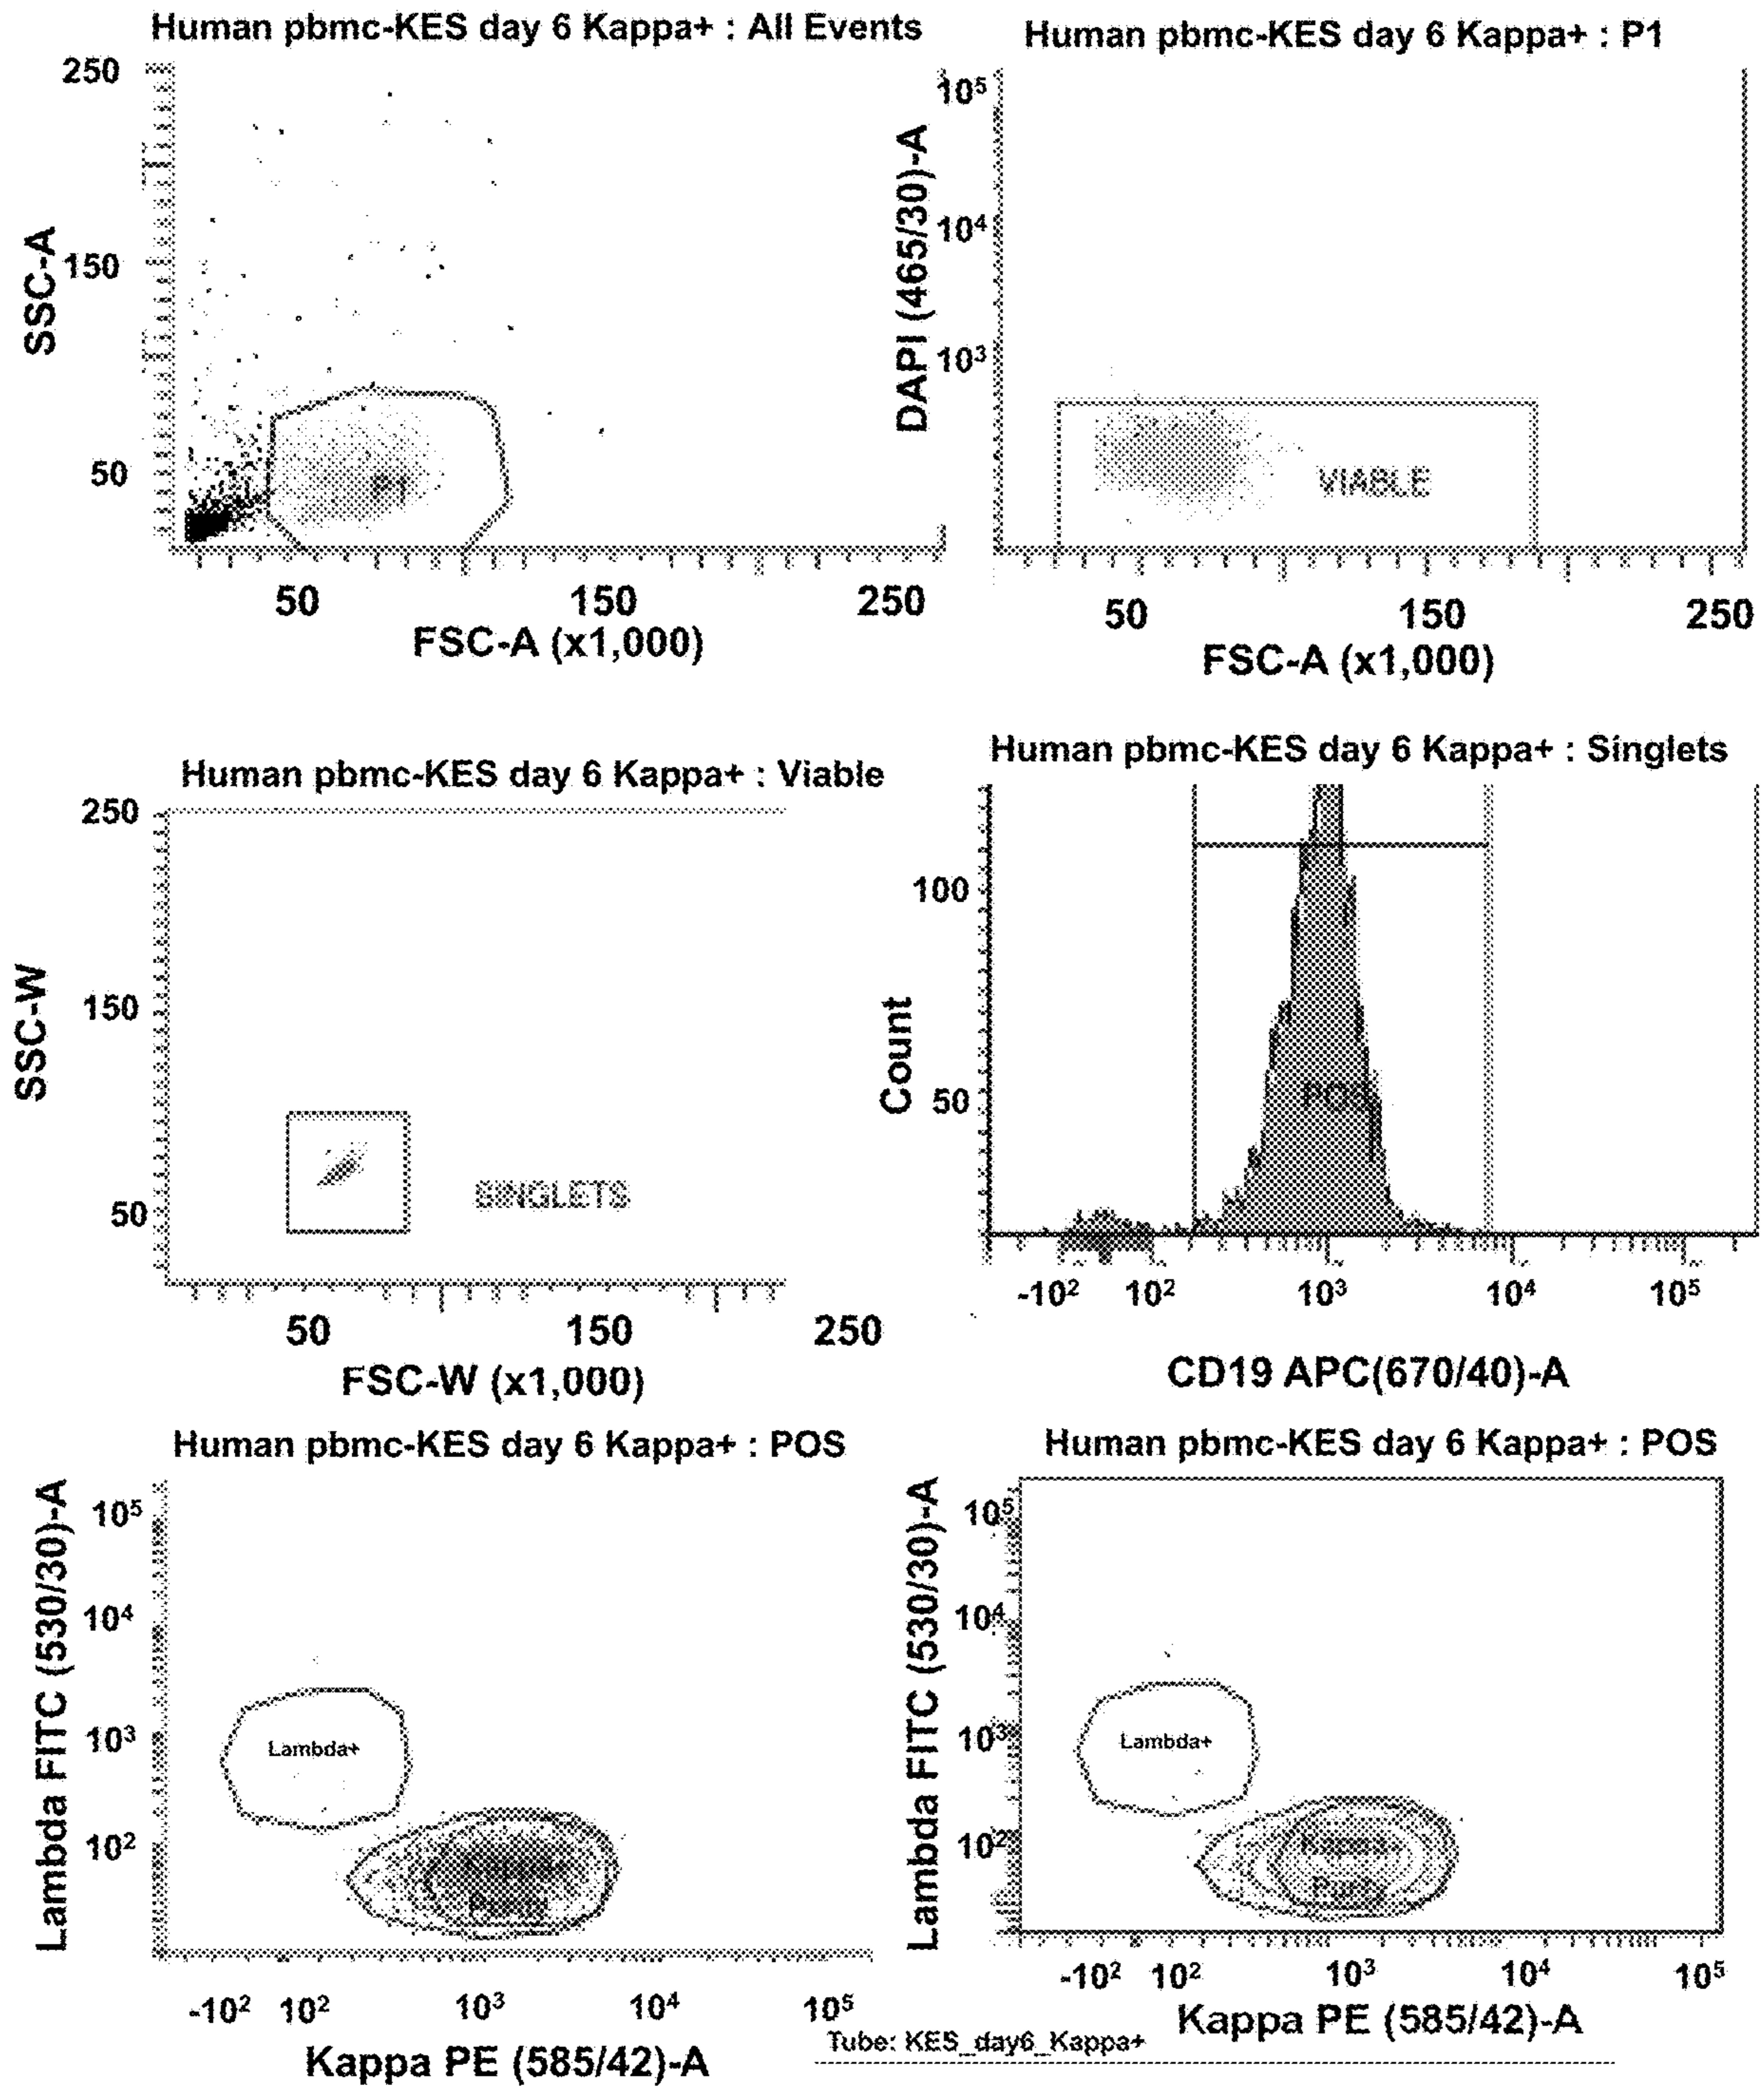 Human pbmc-KES day 6 Kappa+ : All Events
250
150
50
SSC-A
P1
50 150 250
FSC-A (x1,000)
Human pbmc-KES day 6 Kappa+ : P1
10⁵
10⁴
10³
DAPI (465/30)-A
VIABLE
50 150 250
FSC-A (x1,000)
Human pbmc-KES day 6 Kappa+ : Viable
250
150
50
SSC-W
SINGLETS
50 150 250
FSC-W (x1,000)
Human pbmc-KES day 6 Kappa+ : Singlets
100
50
Count
POS
-10² 10² 10³ 10⁴ 10⁵
CD19 APC(670/40)-A
Human pbmc-KES day 6 Kappa+ : POS
10⁵
10⁴
10³
10²
Lambda FITC (530/30)-A
Lambda+
-10² 10² 10³ 10⁴ 10⁵
Kappa PE (585/42)-A
Human pbmc-KES day 6 Kappa+ : POS
10⁵
10⁴
10³
10²
Lambda FITC (530/30)-A
Lambda+
Kappa
Purity
-10² 10² 10³ 10⁴ 10⁵
Kappa PE (585/42)-A
Tube: KES_day6_Kappa+